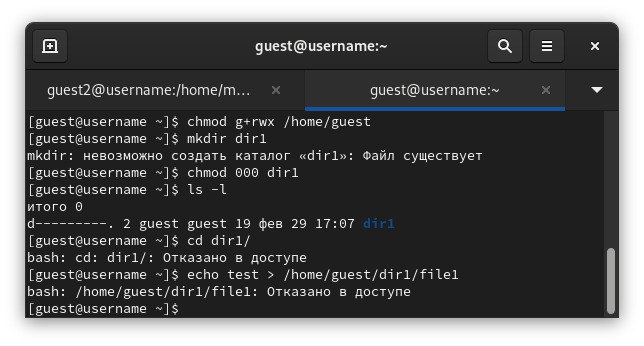 guest@username:~
guest2@username:/home/m...
guest@username:~
[guest@username ~]$ chmod g+rwx /home/guest
[guest@username ~]$ mkdir dir1
mkdir: невозможно создать каталог «dir1»: Файл существует
[guest@username ~]$ chmod 000 dir1
[guest@username ~]$ ls -l
итого 0
d---------. 2 guest guest 19 фев 29 17:07 dir1
[guest@username ~]$ cd dir1/
bash: cd: dir1/: Отказано в доступе
[guest@username ~]$ echo test > /home/guest/dir1/file1
bash: /home/guest/dir1/file1: Отказано в доступе
[guest@username ~]$